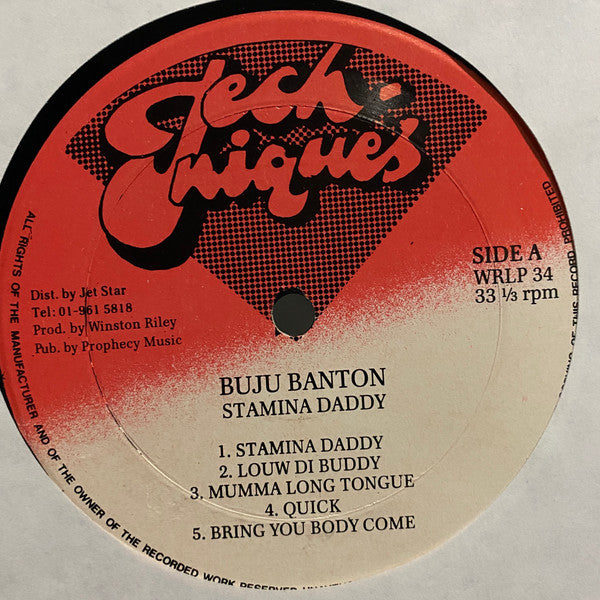 Tech-
niques
SIDE A
WRLP 34
33 ⅓ rpm
Dist. by Jet Star
Tel: 01-961 5818
Prod. by Winston Riley
Pub. by Prophecy Music
BUJU BANTON
STAMINA DADDY
1. STAMINA DADDY
2. LOUW DI BUDDY
3. MUMMA LONG TONGUE
4. QUICK
5. BRING YOU BODY COME
ALL RIGHTS OF THE MANUFACTURER AND OF THE OWNER OF THE RECORDED WORK RESERVED OF THIS RECORD PROHIBITED